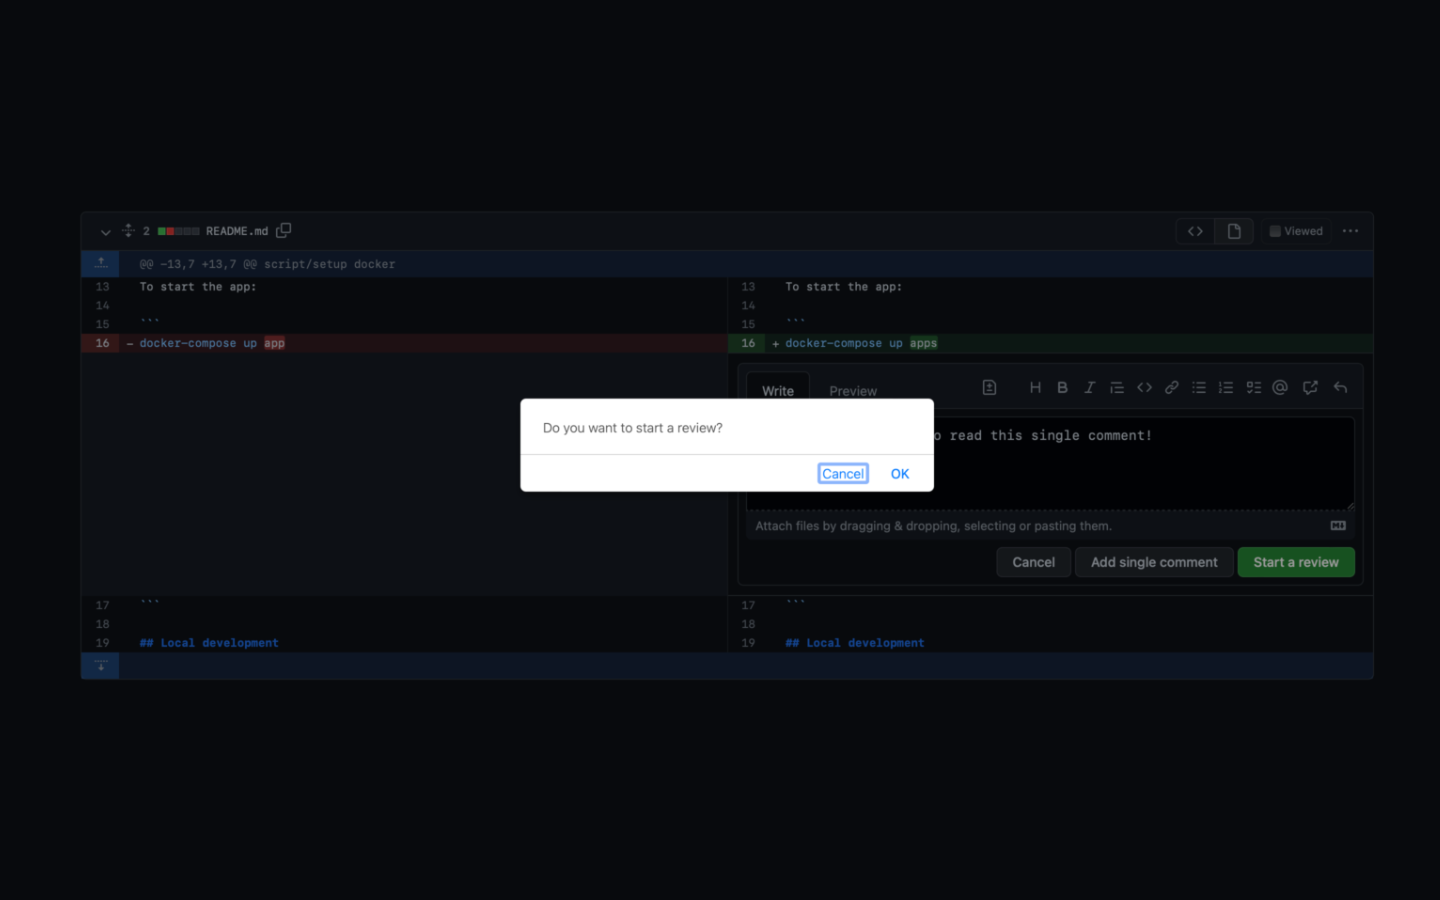 2 README.md Viewed
@@ -13,7 +13,7 @@ script/setup docker
13 To start the app: 13 To start the app:
14 14
15 ``` 15 ```
16 - docker-compose up app 16 + docker-compose up apps
Write Preview
H B I
o read this single comment!
Do you want to start a review?
Cancel OK
Attach files by dragging & dropping, selecting or pasting them.
Cancel Add single comment Start a review
17 ``` 17 ```
18 18
19 ## Local development 19 ## Local development